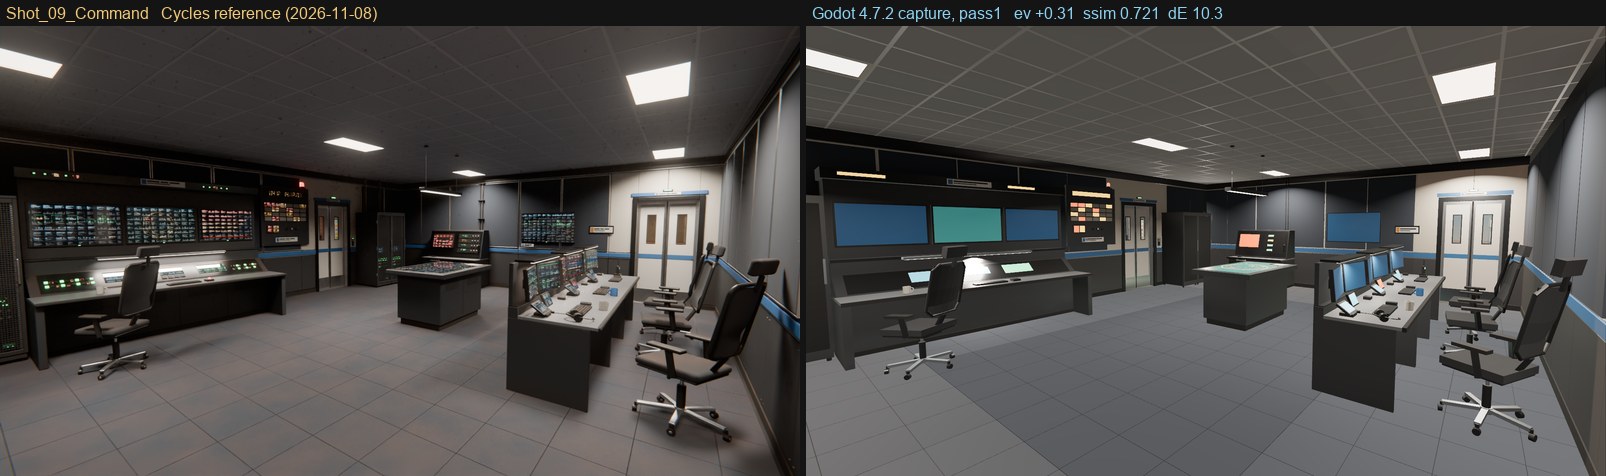 Shot_09_Command   Cycles reference (2026-11-08)
Godot 4.7.2 capture, pass1   ev +0.31  ssim 0.721  dE 10.3